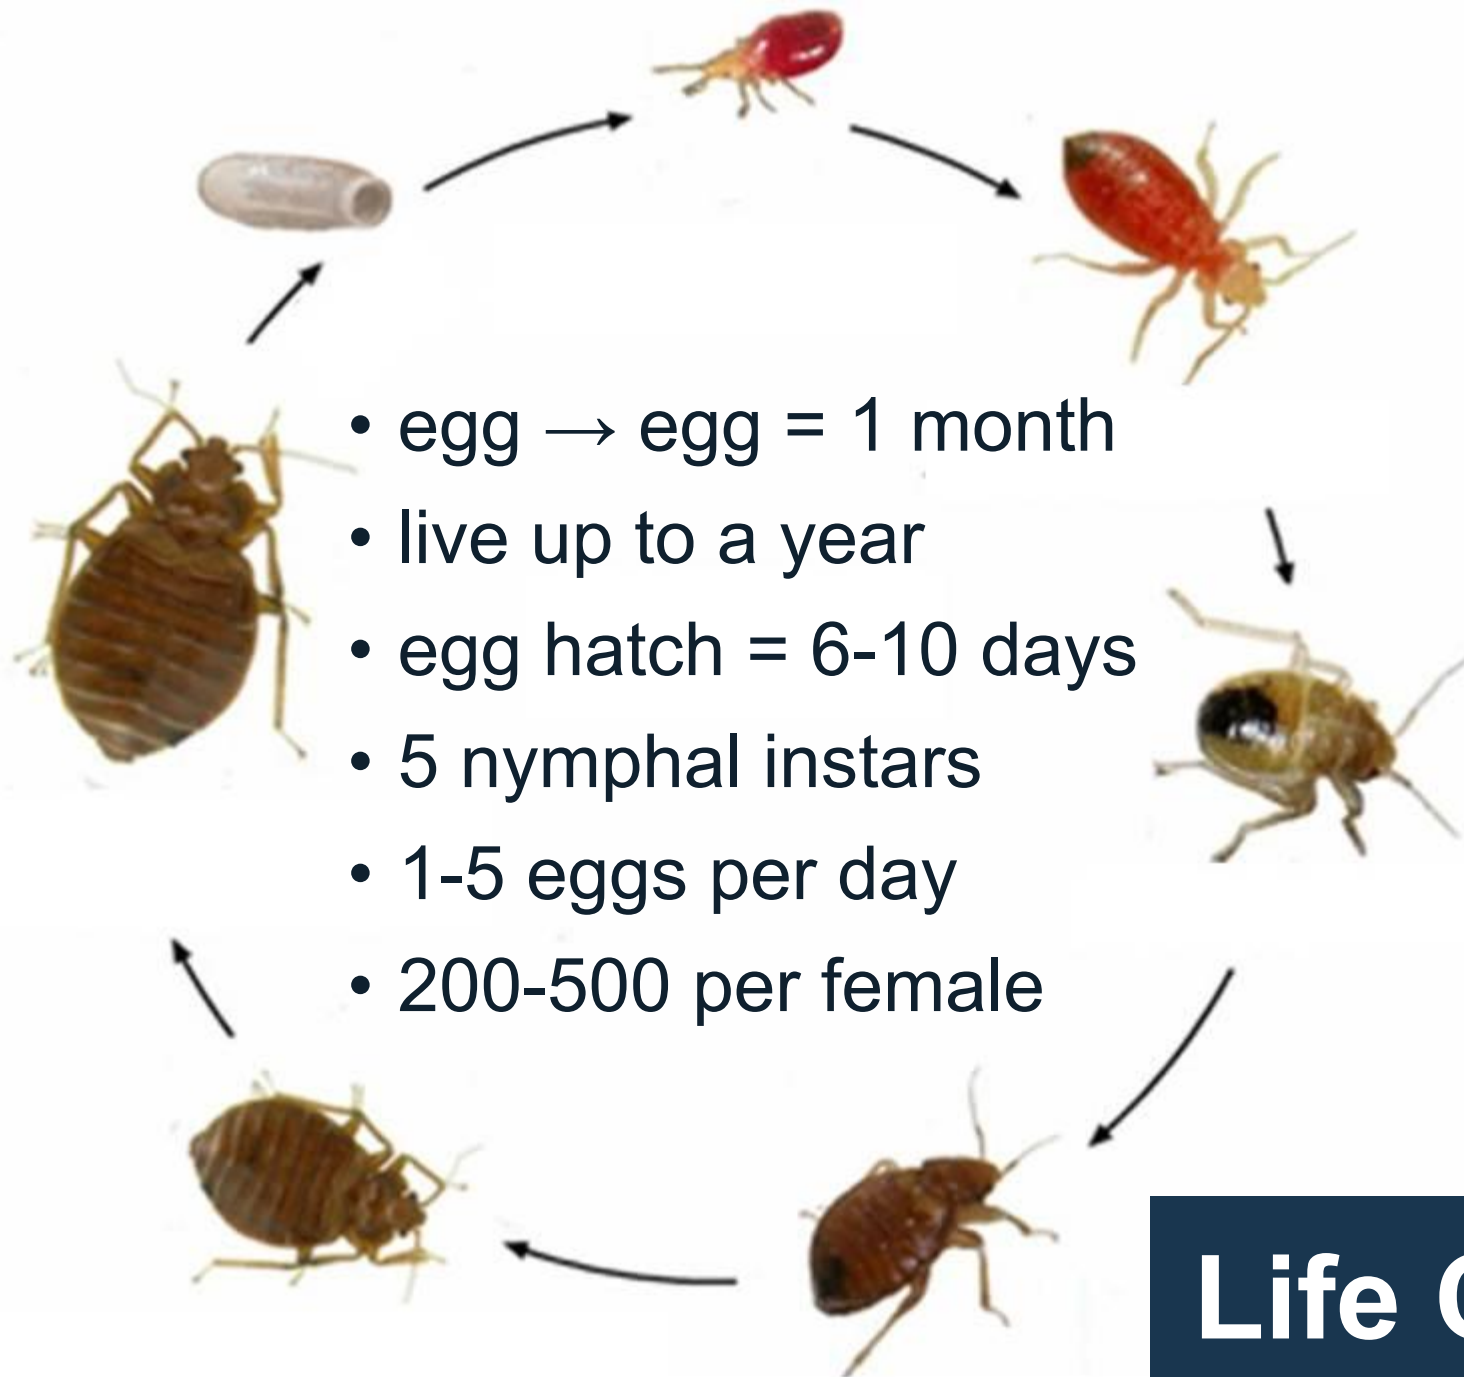 • egg → egg = 1 month
• live up to a year
• egg hatch = 6-10 days
• 5 nymphal instars
• 1-5 eggs per day
• 200-500 per female
Life